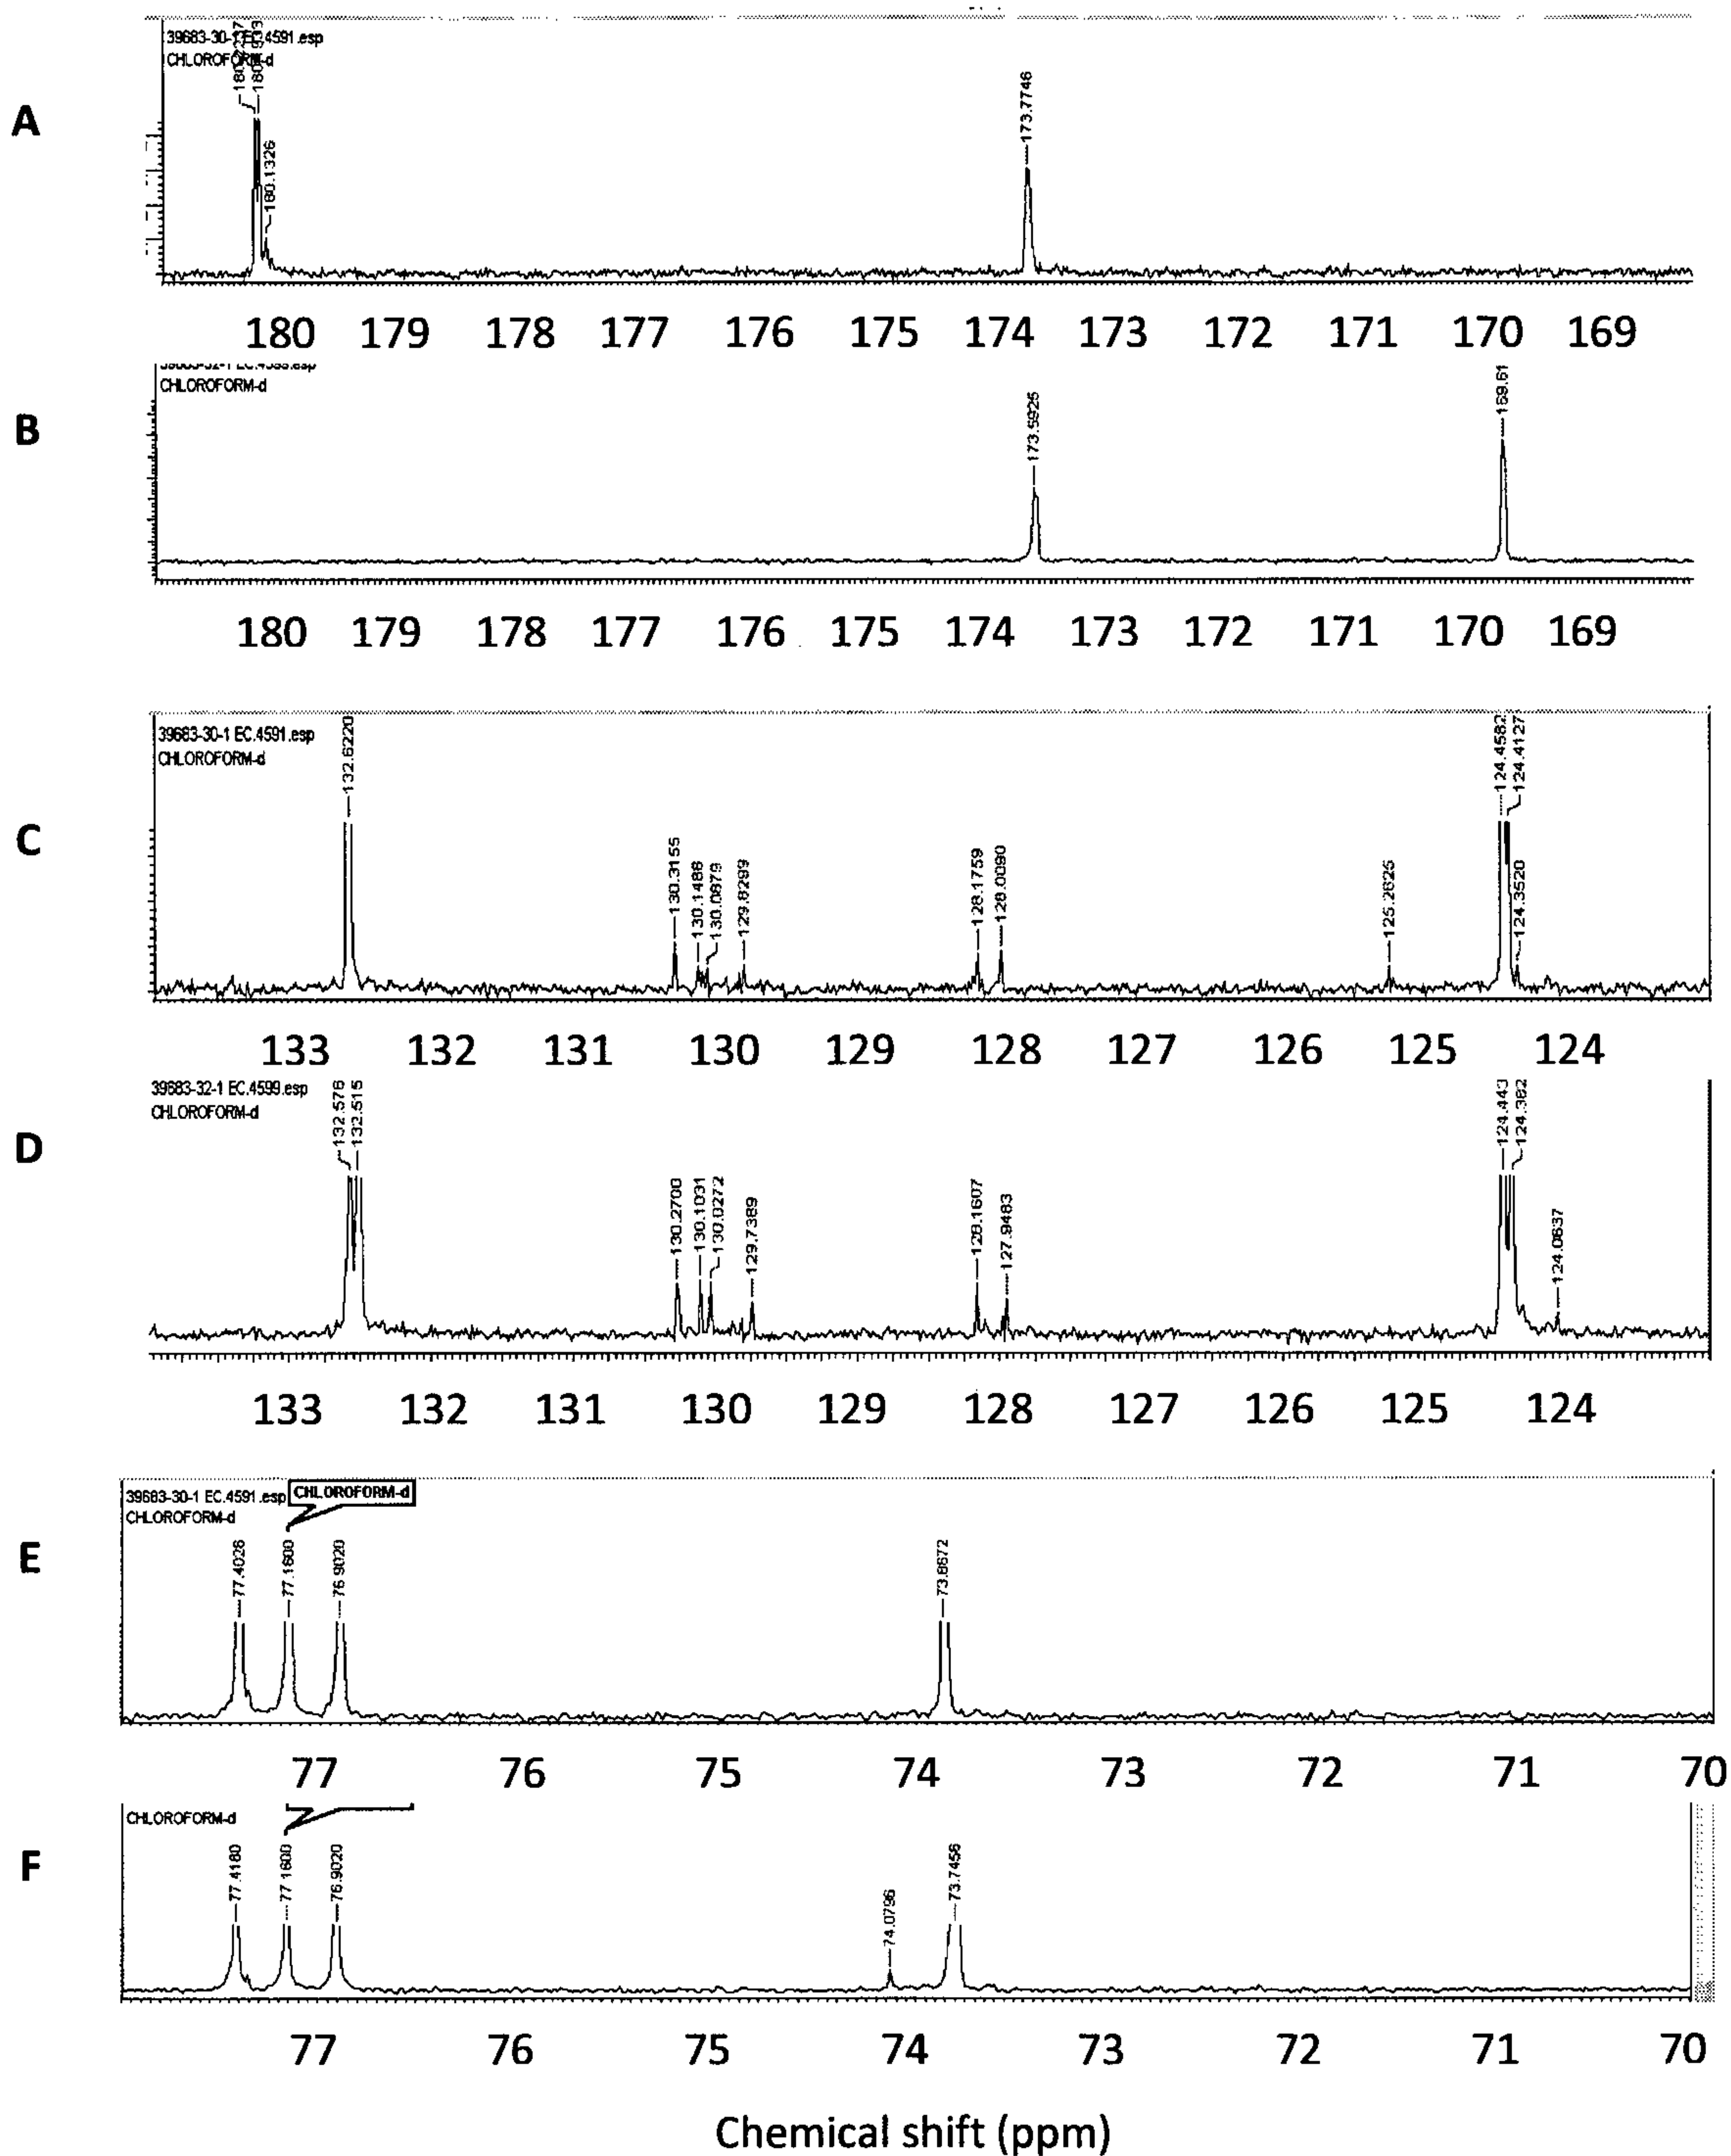 A
39683-30-1 EC.4591.esp
CHLOROFORM-d
180.1326
173.7746
180 179 178 177 176 175 174 173 172 171 170 169
B
CHLOROFORM-d
173.5925
169.61
180 179 178 177 176 175 174 173 172 171 170 169
C
39683-30-1 EC.4591.esp
CHLOROFORM-d
132.6220
130.3155
130.1486
130.0879
129.8299
128.1759
128.0090
125.2625
124.4582
124.4127
124.3520
133 132 131 130 129 128 127 126 125 124
D
39683-32-1 EC.4599.esp
CHLOROFORM-d
132.576
132.515
130.2700
130.1031
130.0272
129.7389
128.1607
127.9483
124.443
124.382
124.0637
133 132 131 130 129 128 127 126 125 124
E
39683-30-1 EC.4591.esp
CHLOROFORM-d
CHLOROFORM-d
77.4026
77.1600
76.9020
73.8672
77 76 75 74 73 72 71 70
F
CHLOROFORM-d
77.4180
77.1600
76.9020
74.0796
73.7456
77 76 75 74 73 72 71 70
Chemical shift (ppm)